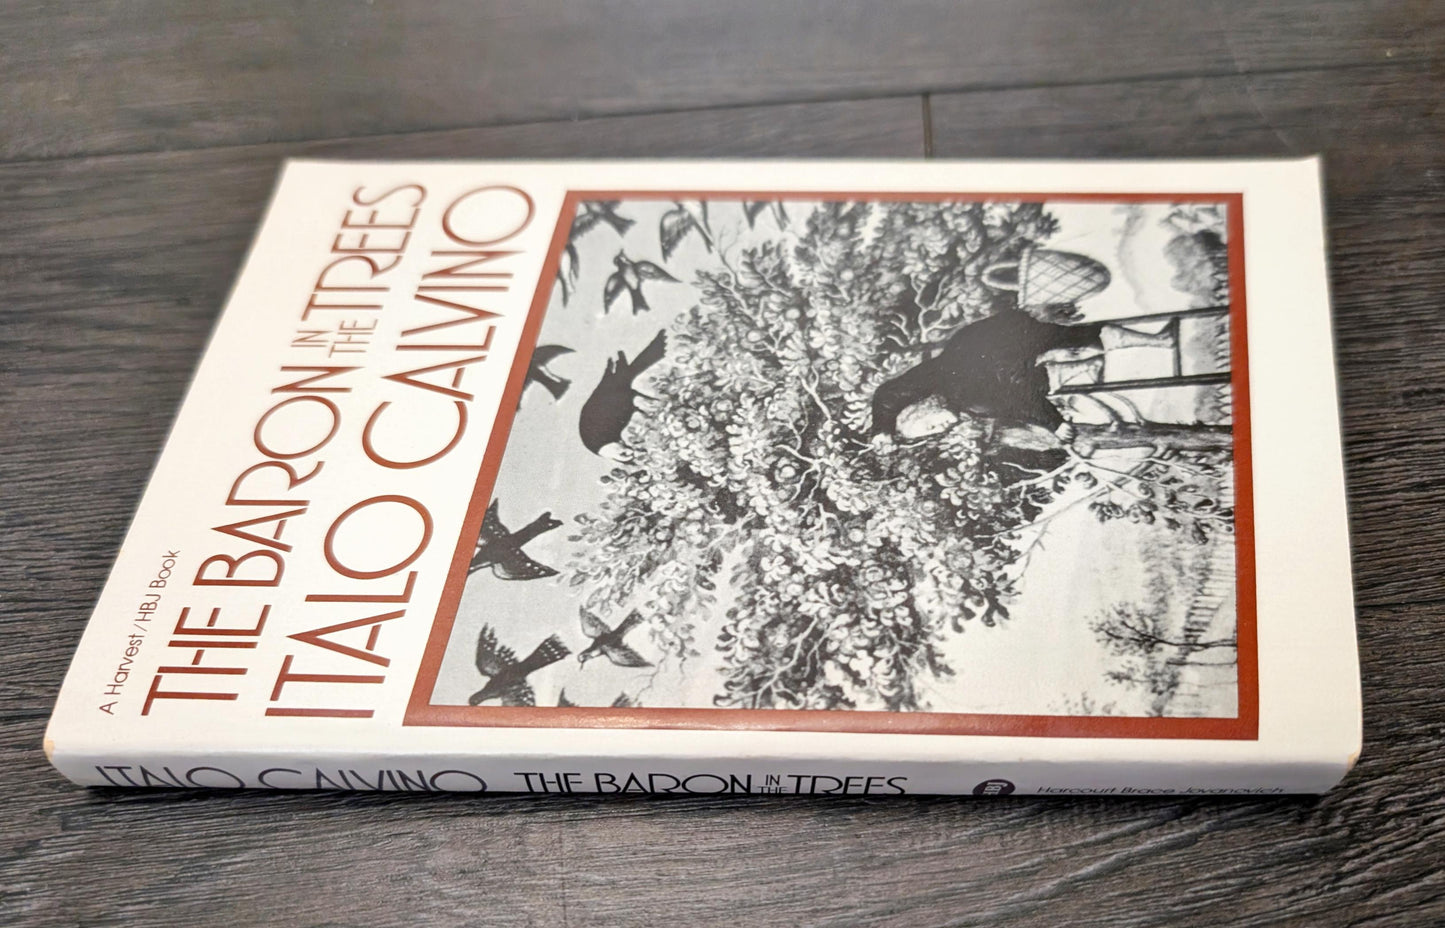 A Harvest/HBJ Book
THE BARON IN THE TREES
ITALO CALVINO
ITALO CALVINO THE BARON IN THE TREES HBJ Harcourt Brace Jovanovich